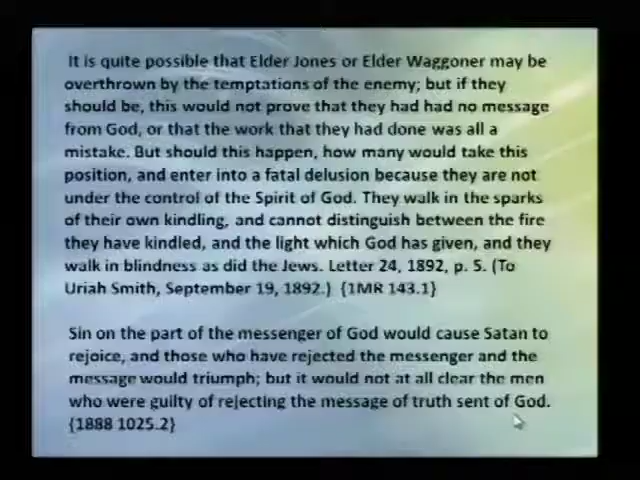 It is quite possible that Elder Jones or Elder Waggoner may be
overthrown by the temptations of the enemy; but if they
should be, this would not prove that they had had no message
from God, or that the work that they had done was all a
mistake. But should this happen, how many would take this
position, and enter into a fatal delusion because they are not
under the control of the Spirit of God. They walk in the sparks
of their own kindling, and cannot distinguish between the fire
they have kindled, and the light which God has given, and they
walk in blindness as did the Jews. Letter 24, 1892, p. 5. (To
Uriah Smith, September 19, 1892.) {1MR 143.1}
Sin on the part of the messenger of God would cause Satan to
rejoice, and those who have rejected the messenger and the
message would triumph; but it would not at all clear the men
who were guilty of rejecting the message of truth sent of God.
{1888 1025.2}